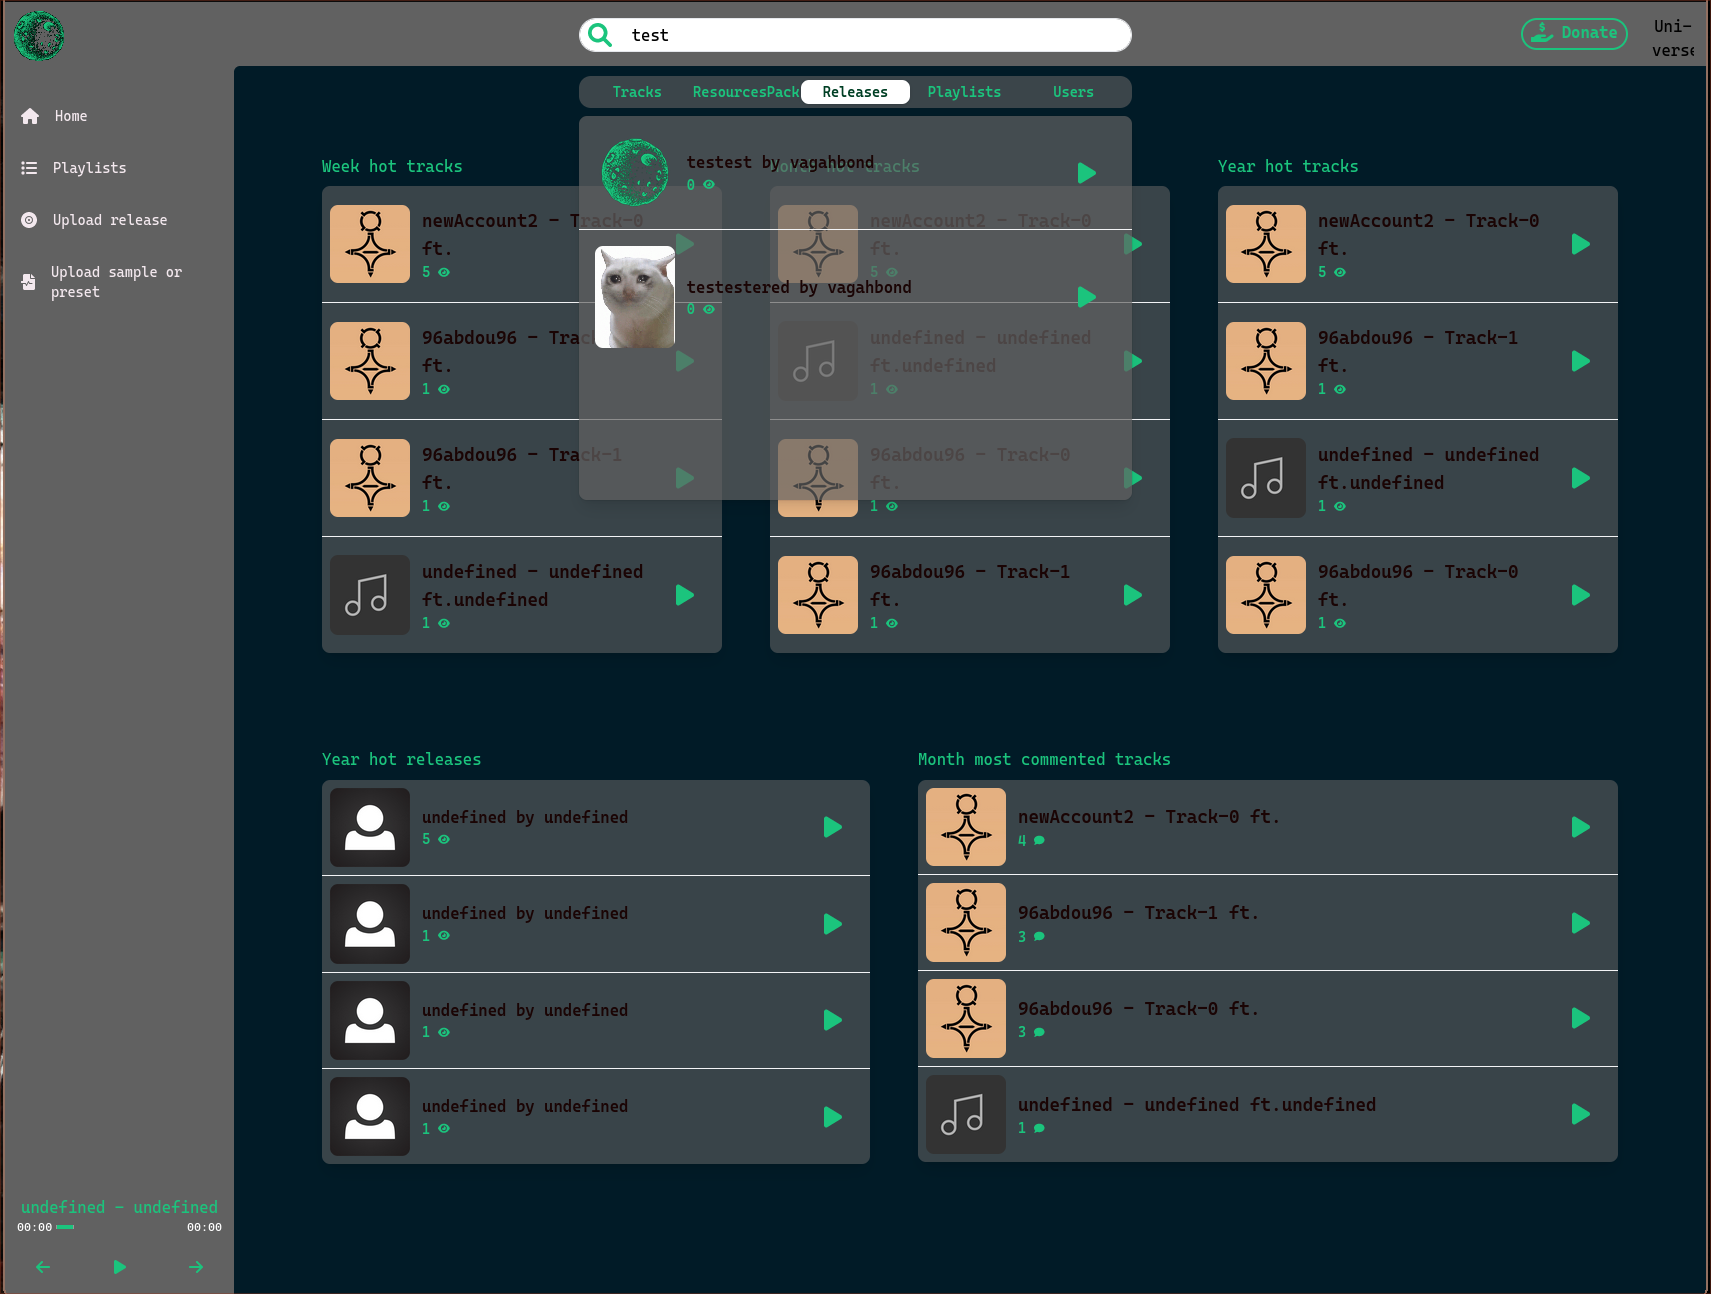 test
Donate
Uni-
verse
Home
Playlists
Upload release
Upload sample or
preset
Tracks ResourcesPack Releases Playlists Users
testest by vagahbond
0
testestered by vagahbond
0
Week hot tracks
newAccount2 - Track-0
ft.
5
96abdou96 - Trac
ft.
1
96abdou96 - Track-1
ft.
1
undefined - undefined
ft.undefined
1
hot tracks
newAccount2 - Track-0
ft.
5
undefined - undefined
ft.undefined
1
96abdou96 - Track-0
ft.
1
96abdou96 - Track-1
ft.
1
Year hot tracks
newAccount2 - Track-0
ft.
5
96abdou96 - Track-1
ft.
1
undefined - undefined
ft.undefined
1
96abdou96 - Track-0
ft.
1
Year hot releases
undefined by undefined
5
undefined by undefined
1
undefined by undefined
1
undefined by undefined
1
Month most commented tracks
newAccount2 - Track-0 ft.
4
96abdou96 - Track-1 ft.
3
96abdou96 - Track-0 ft.
3
undefined - undefined ft.undefined
1
undefined - undefined
00:00 00:00